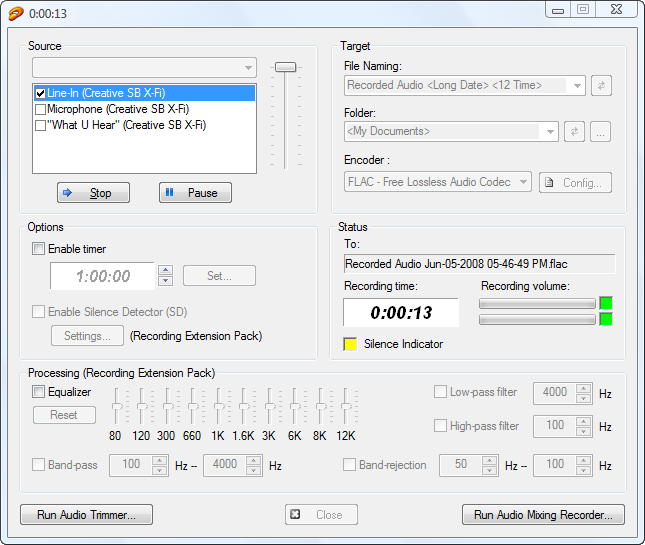 0:00:13
Source
Line-In (Creative SB X-Fi)
Microphone (Creative SB X-Fi)
"What U Hear" (Creative SB X-Fi)
Stop
Pause
Target
File Naming:
Recorded Audio <Long Date> <12 Time>
Folder:
<My Documents>
...
Encoder :
FLAC - Free Lossless Audio Codec
Config...
Options
Enable timer
1:00:00
Set...
Enable Silence Detector (SD)
Settings...
(Recording Extension Pack)
Status
To:
Recorded Audio Jun-05-2008 05-46-49 PM.flac
Recording time:
Recording volume:
0:00:13
Silence Indicator
Processing (Recording Extension Pack)
Equalizer
Reset
80 120 300 660 1K 1.6K 3K 6K 8K 12K
Low-pass filter 4000 Hz
High-pass filter 100 Hz
Band-pass 100 Hz -- 4000 Hz
Band-rejection 50 Hz -- 100 Hz
Run Audio Trimmer...
Close
Run Audio Mixing Recorder...